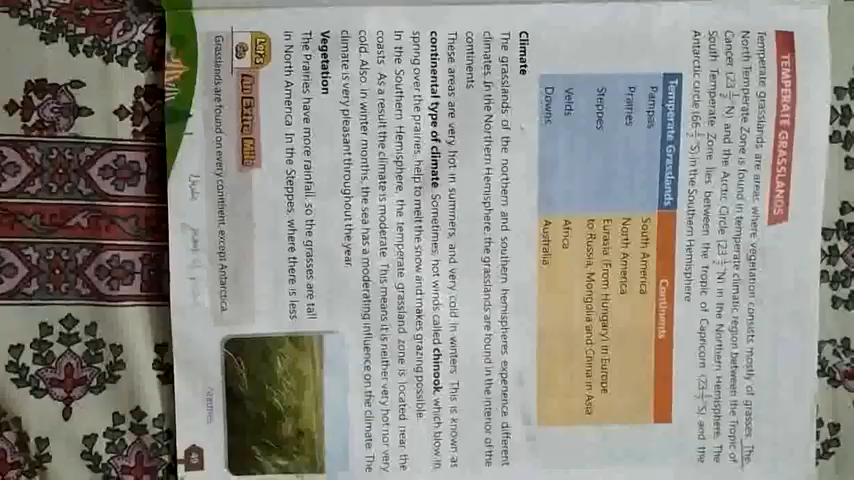 TEMPERATE GRASSLANDS
Temperate grasslands are areas where vegetation consists mostly of grasses. The
North Temperate Zone is found in temperate climatic region between the Tropic of
Cancer (23 1/2 °N) and the Arctic Circle (23 1/2 °N) in the Northern Hemisphere. The
South Temperate Zone lies between the Tropic of Capricorn (23 1/2 °S) and the
Antarctic circle (66 1/2 °S) in the Southern Hemisphere
Temperate Grasslands Continents
Pampas South America
Prairies North America
Steppes Eurasia (From Hungary) in Europe
to Russia, Mongolia and China in Asia
Velds Africa
Downs Australia
Climate
The grasslands of the northern and southern hemispheres experience different
climates. In the Northern Hemisphere, the grasslands are found in the interior of the
continents
These areas are very hot in summers, and very cold in winters. This is known as
continental type of climate. Sometimes, hot winds called chinook, which blow in
spring over the prairies, help to melt the snow and makes grazing possible.
In the Southern Hemisphere, the temperate grassland zone is located near the
coasts. As a result the climate is moderate. This means it is neither very hot nor very
cold. Also, in winter months, the sea has a moderating influence on the climate. The
climate is very pleasant throughout the year.
Vegetation
The Prairies have more rainfall, so the grasses are tall
in North America. In the Steppes, where there is less
Let's Go An Extra Mile
Grasslands are found on every continent, except Antarctica.
49